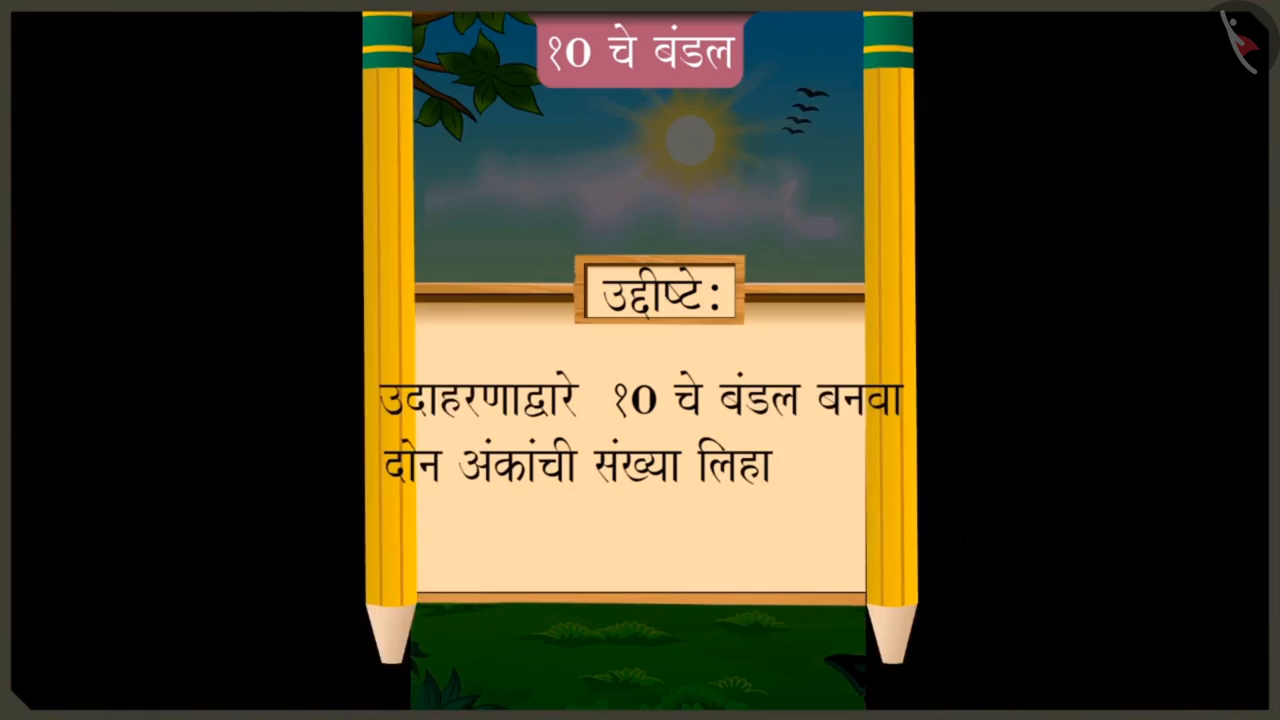 १0 चे बंडल
उद्दीष्टे:
उदाहरणाद्वारे १0 चे बंडल बनवा
दोन अंकांची संख्या लिहा